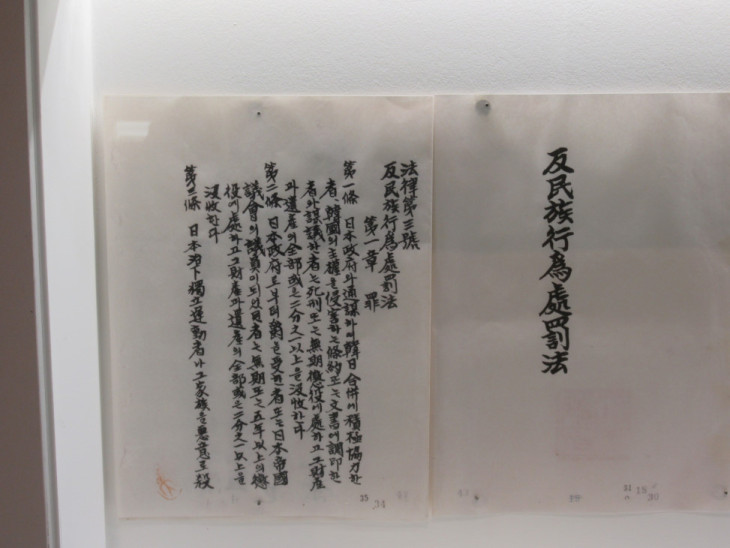 反民族行爲處罰法
法律第三號
反民族行爲處罰法
第一章 罪
第一條 日本政府와通謀하여韓日合併에積極協力한
者, 韓國의主權을侵害하는條約또는文書에調印한
者와謀議한者는死刑또는無期懲役에處하고그財産
과遺産의全部或은二分之一以上을沒收한다
第二條 日本政府로부터爵을受한者또는日本帝國
議會의議員이되었던者는無期또는五年以上의懲
役에處하고그財産과遺産의全部或은二分之一以上을
沒收한다
第三條 日本治下獨立運動者나그家族을惡意로殺
35
34